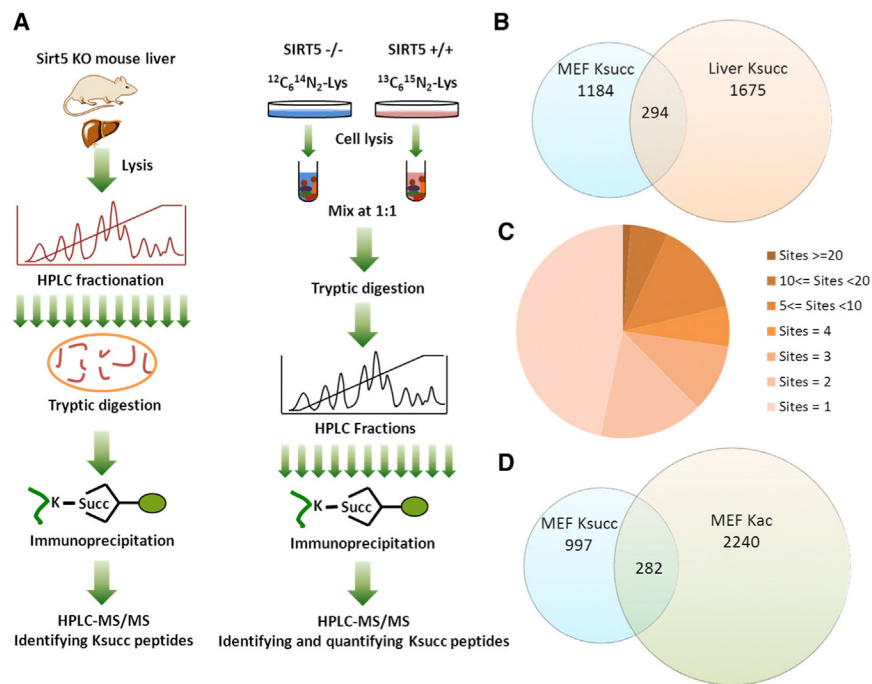 A
Sirt5 KO mouse liver
Lysis
HPLC fractionation
Tryptic digestion
K
Succ
Immunoprecipitation
HPLC-MS/MS
Identifying Ksucc peptides
SIRT5 -/-
SIRT5 +/+
¹²C₆¹⁴N₂-Lys
¹³C₆¹⁵N₂-Lys
Cell lysis
Mix at 1:1
Tryptic digestion
HPLC Fractions
K
Succ
Immunoprecipitation
HPLC-MS/MS
Identifying and quantifying Ksucc peptides
B
MEF Ksucc
1184
294
Liver Ksucc
1675
C
Sites >=20
10<= Sites <20
5<= Sites <10
Sites = 4
Sites = 3
Sites = 2
Sites = 1
D
MEF Ksucc
997
282
MEF Kac
2240